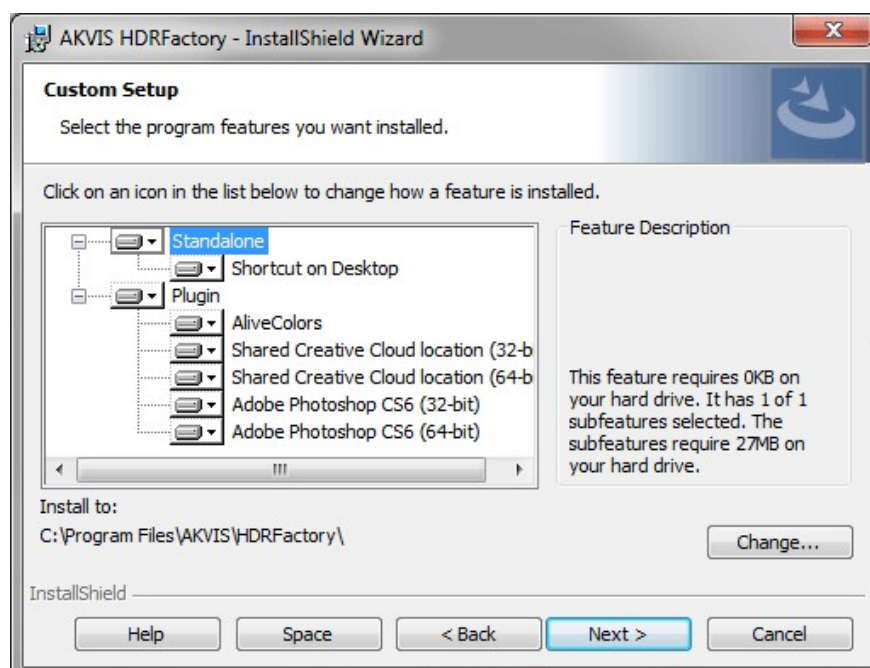 AKVIS HDRFactory - InstallShield Wizard
Custom Setup
Select the program features you want installed.
Click on an icon in the list below to change how a feature is installed.
Standalone
Shortcut on Desktop
Plugin
AliveColors
Shared Creative Cloud location (32-b
Shared Creative Cloud location (64-b
Adobe Photoshop CS6 (32-bit)
Adobe Photoshop CS6 (64-bit)
Feature Description
This feature requires 0KB on
your hard drive. It has 1 of 1
subfeatures selected. The
subfeatures require 27MB on
your hard drive.
Install to:
C:\Program Files\AKVIS\HDRFactory\
Change...
InstallShield
Help
Space
< Back
Next >
Cancel